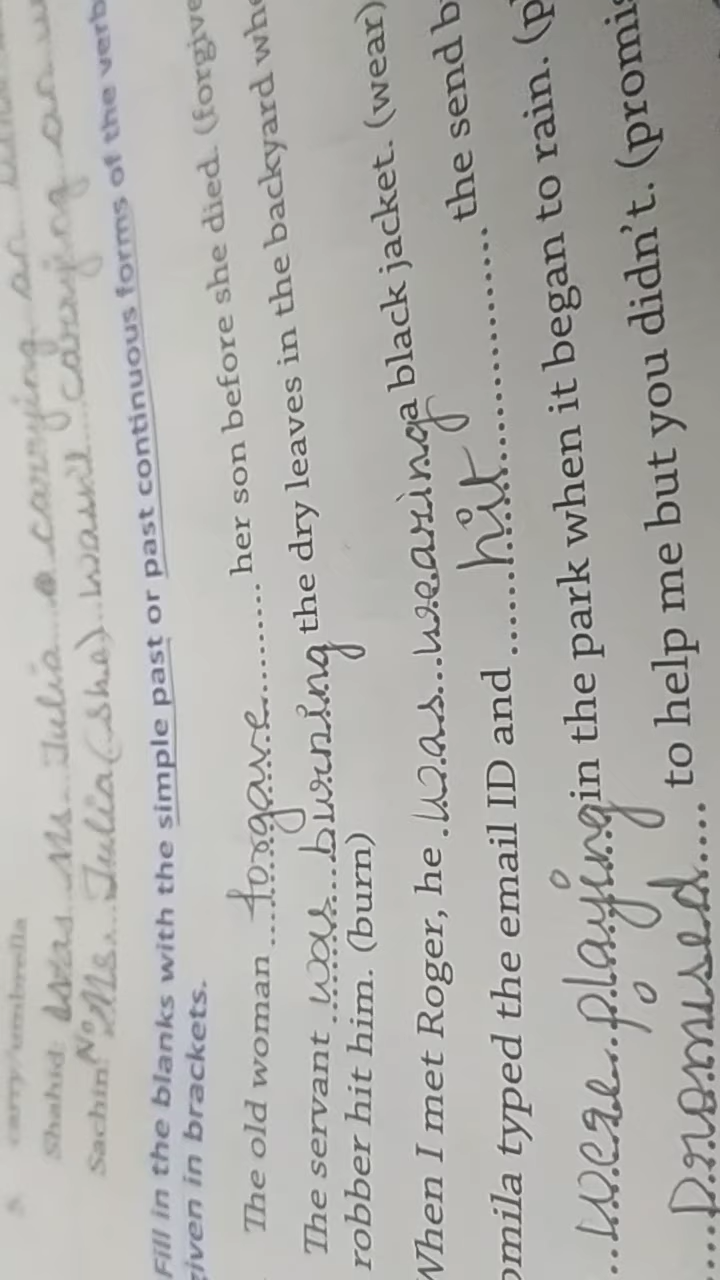 carry/umbrella
Shahid: Was Ms. Julia carrying an
Sachin: No Ms. Julia (she) wasn't carrying an
Fill in the blanks with the simple past or past continuous forms of the verb
given in brackets.
The old woman ... forgave ... her son before she died. (forgive
The servant was burning the dry leaves in the backyard whe
robber hit him. (burn)
When I met Roger, he was wearing a black jacket. (wear)
omila typed the email ID and ... hit ... the send b
... were playing in the park when it began to rain. (p
... promised ... to help me but you didn't. (promis